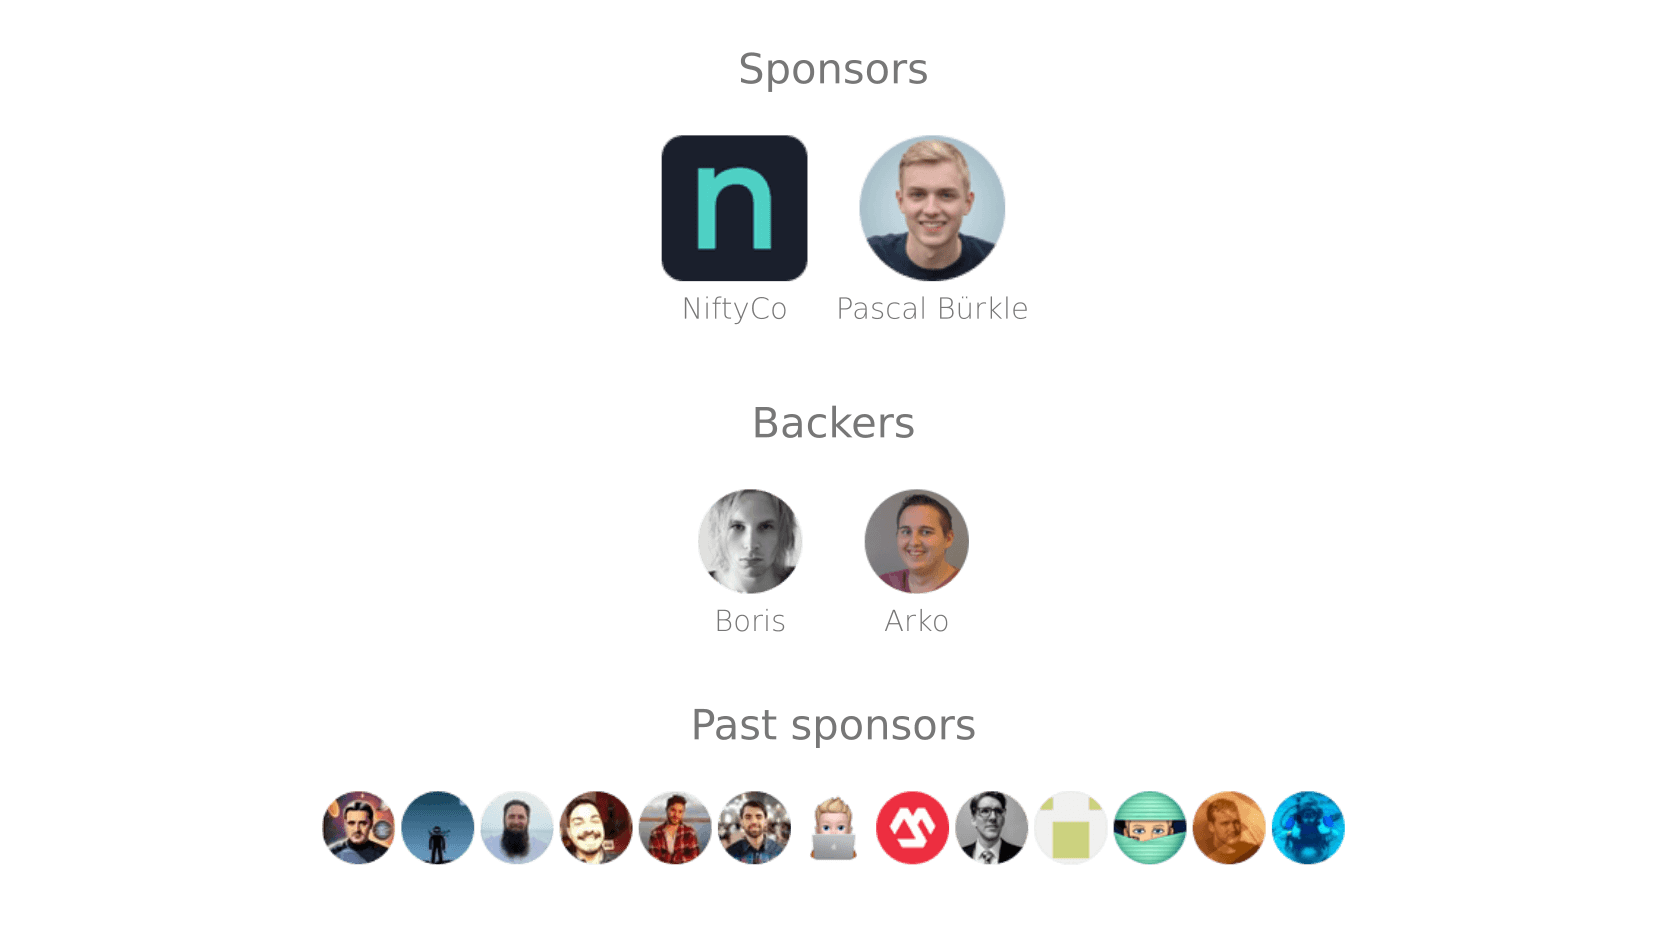 Sponsors
n
NiftyCo Pascal Bürkle
Backers
Boris Arko
Past sponsors